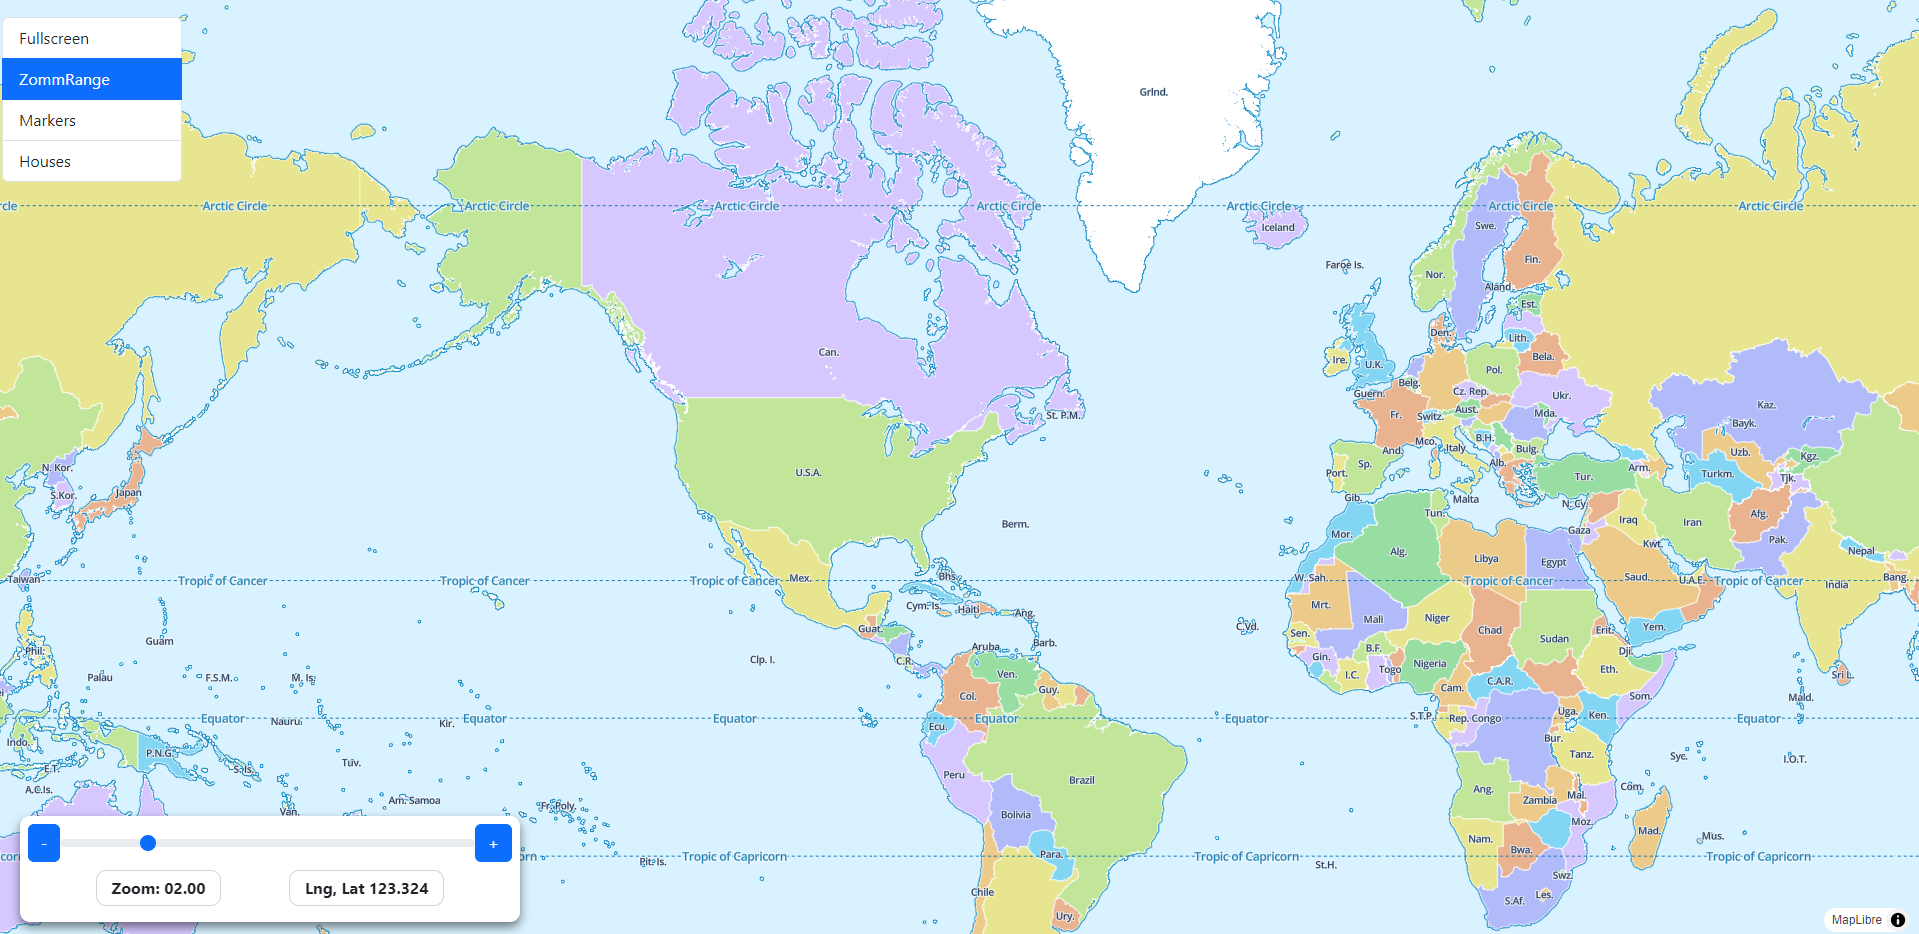 Fullscreen
ZommRange
Markers
Houses
Grlnd.
Arctic Circle
Arctic Circle
Arctic Circle
Arctic Circle
Arctic Circle
Arctic Circle
Arctic Circle
cle
Iceland
Swe.
Fin.
Nor.
Faroe Is.
Aland
Est.
Den.
Lith.
Can.
Ire.
U.K.
Bela.
Pol.
Belg.
Cz. Rep.
Guern.
Ukr.
Fr.
Switz.
Aust.
Mda.
Kaz.
St. P.M.
Bayk.
Mco.
Italy
B.H.
Bulg.
And.
Uzb.
Kgz.
Sp.
Alb.
Arm.
Port.
Tur.
Turkm.
Tjk.
N. Kor.
S.Kor.
Japan
U.S.A.
Gib.
Malta
N. Cy.
Tun.
Iraq
Iran
Afg.
Berm.
Mor.
Gaza
Kwt.
Pak.
Alg.
Libya
Egypt
Nepal
Taiwan
Tropic of Cancer
Tropic of Cancer
Tropic of Cancer
Tropic of Cancer
Tropic of Cancer
Mex.
Bhs.
W. Sah.
Saud.
U.A.E.
India
Bang.
Cym. Is.
Haiti
Ang.
Mrt.
Mali
Niger
Chad
Sudan
Erit.
Yem.
C.Vd.
Sen.
Guam
Guat.
Aruba
Barb.
Phil.
Clp. I.
C.R.
Gin.
B.F.
Togo
Nigeria
Dji.
Eth.
Palau
F.S.M.
M. Is.
Ven.
I.C.
C.A.R.
Sri L.
Col.
Guy.
Cam.
Som.
Mald.
Equator
Equator
Equator
Equator
Equator
Equator
Nauru
Kir.
Ecu.
S.T.P.
Rep. Congo
Uga.
Ken.
Indo.
P.N.G.
Bur.
Tanz.
Syc.
I.O.T.
E.T.
S. Is.
Tuv.
Peru
Brazil
A.C.Is.
Am. Samoa
Fr. Poly.
Ang.
Zambia
Mal.
Com.
Van.
Bolivia
Moz.
Mad.
Mus.
Nam.
Bwa.
Para.
Pit. Is.
Tropic of Capricorn
Tropic of Capricorn
Tropic of Capricorn
St.H.
Swz.
Chile
Les.
S.Af.
Ury.
-
+
Zoom: 02.00
Lng, Lat 123.324
MapLibre